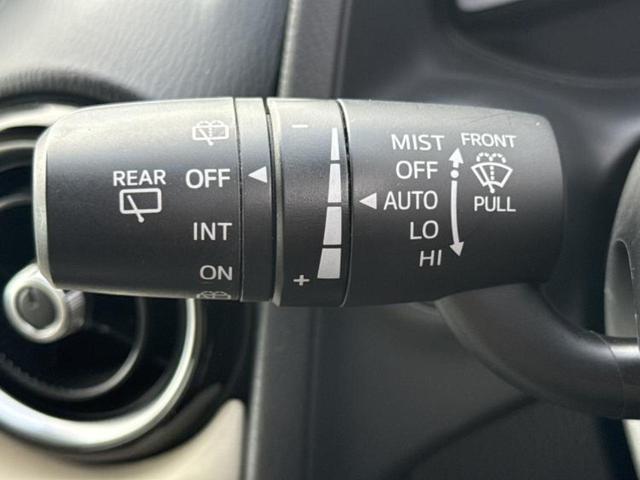 REAR
OFF
INT
ON
−
+
MIST
OFF
AUTO
LO
HI
FRONT
PULL